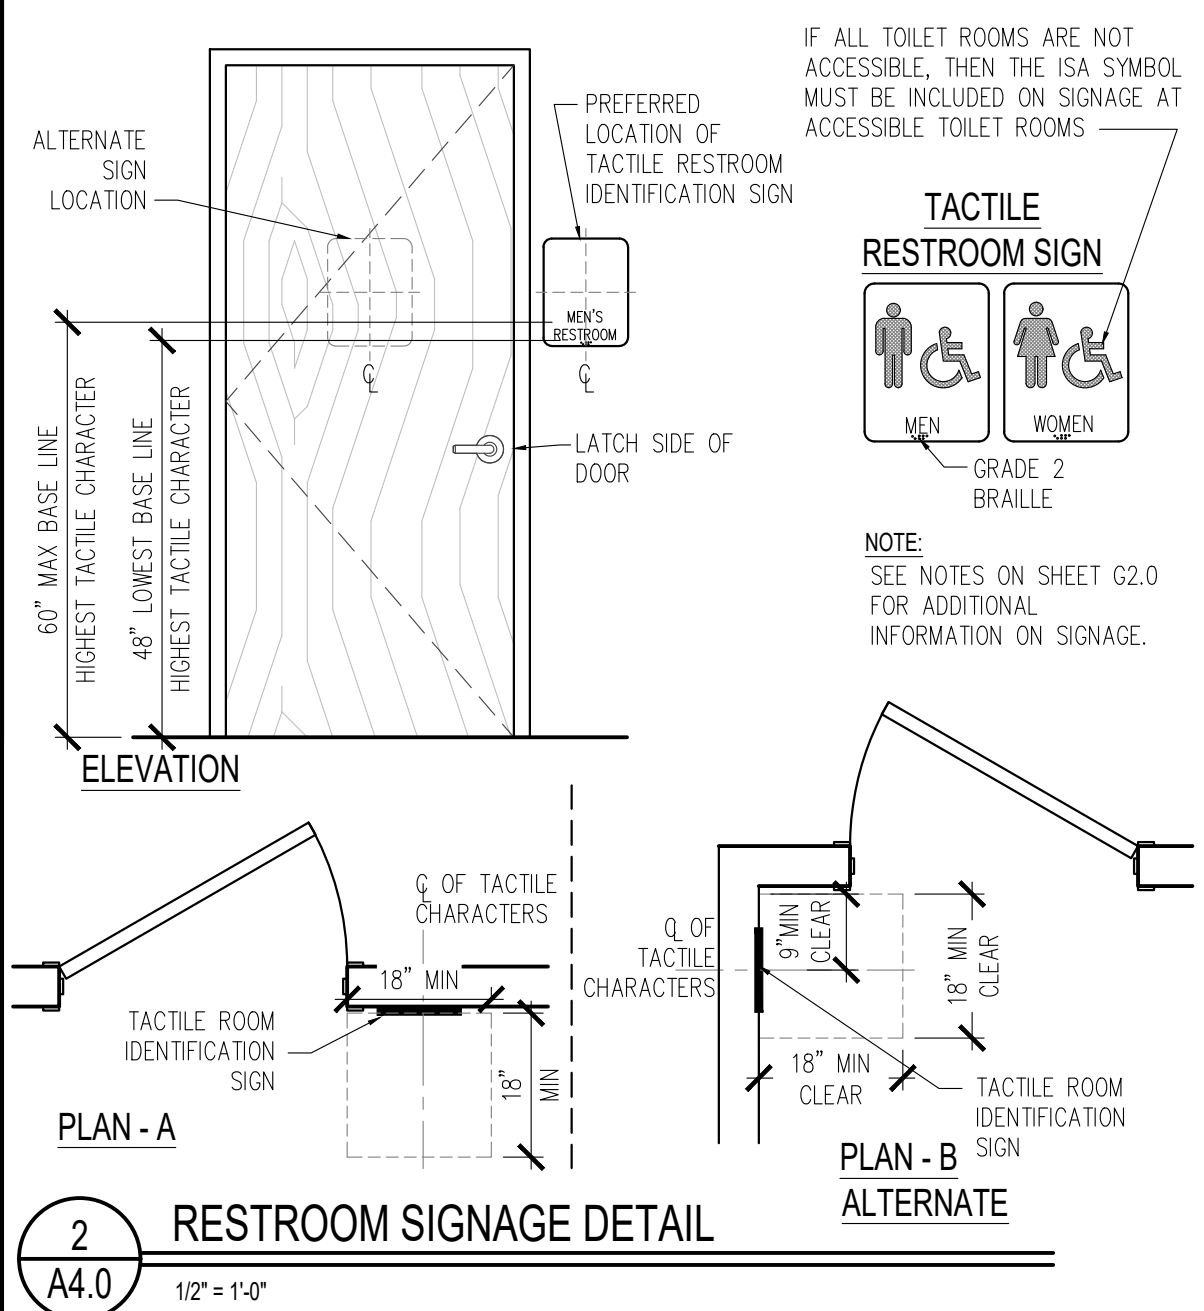 IF ALL TOILET ROOMS ARE NOT
ACCESSIBLE, THEN THE ISA SYMBOL
MUST BE INCLUDED ON SIGNAGE AT
ACCESSIBLE TOILET ROOMS
ALTERNATE
SIGN
LOCATION
PREFERRED
LOCATION OF
TACTILE RESTROOM
IDENTIFICATION SIGN
TACTILE
RESTROOM SIGN
MEN'S
RESTROOM
℄
℄
MEN
WOMEN
LATCH SIDE OF
DOOR
GRADE 2
BRAILLE
60" MAX BASE LINE
HIGHEST TACTILE CHARACTER
48" LOWEST BASE LINE
HIGHEST TACTILE CHARACTER
NOTE:
SEE NOTES ON SHEET G2.0
FOR ADDITIONAL
INFORMATION ON SIGNAGE.
ELEVATION
℄ OF TACTILE
CHARACTERS
18" MIN
TACTILE ROOM
IDENTIFICATION
SIGN
18"
MIN
PLAN - A
℄ OF
TACTILE
CHARACTERS
9"MIN
CLEAR
18" MIN
CLEAR
18" MIN
CLEAR
TACTILE ROOM
IDENTIFICATION
SIGN
PLAN - B
ALTERNATE
2
A4.0
RESTROOM SIGNAGE DETAIL
1/2" = 1'-0"